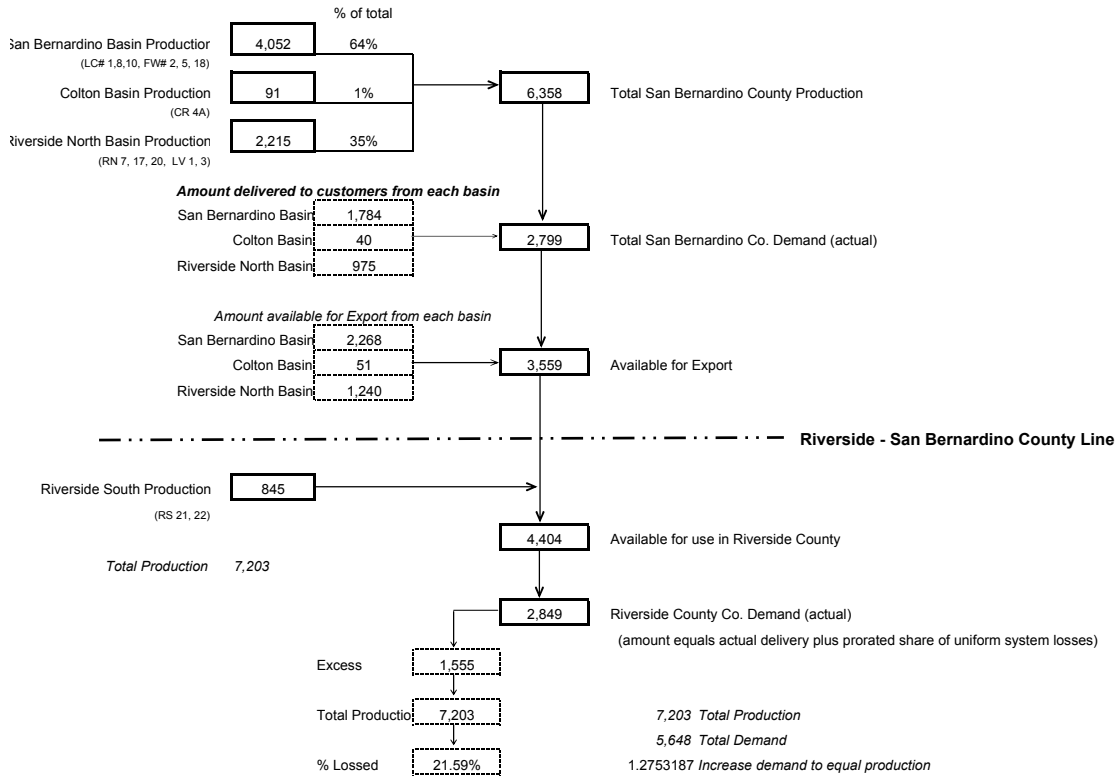 % of total
San Bernardino Basin Production 4,052 64%
(LC# 1,8,10, FW# 2, 5, 18)
Colton Basin Production 91 1% 6,358 Total San Bernardino County Production
(CR 4A)
Riverside North Basin Production 2,215 35%
(RN 7, 17, 20, LV 1, 3)
Amount delivered to customers from each basin
San Bernardino Basin 1,784
Colton Basin 40 2,799 Total San Bernardino Co. Demand (actual)
Riverside North Basin 975
Amount available for Export from each basin
San Bernardino Basin 2,268
Colton Basin 51 3,559 Available for Export
Riverside North Basin 1,240
Riverside - San Bernardino County Line
Riverside South Production 845
(RS 21, 22)
4,404 Available for use in Riverside County
Total Production 7,203
2,849 Riverside County Co. Demand (actual)
(amount equals actual delivery plus prorated share of uniform system losses)
Excess 1,555
Total Productio 7,203 7,203 Total Production
5,648 Total Demand
% Lossed 21.59% 1.2753187 Increase demand to equal production